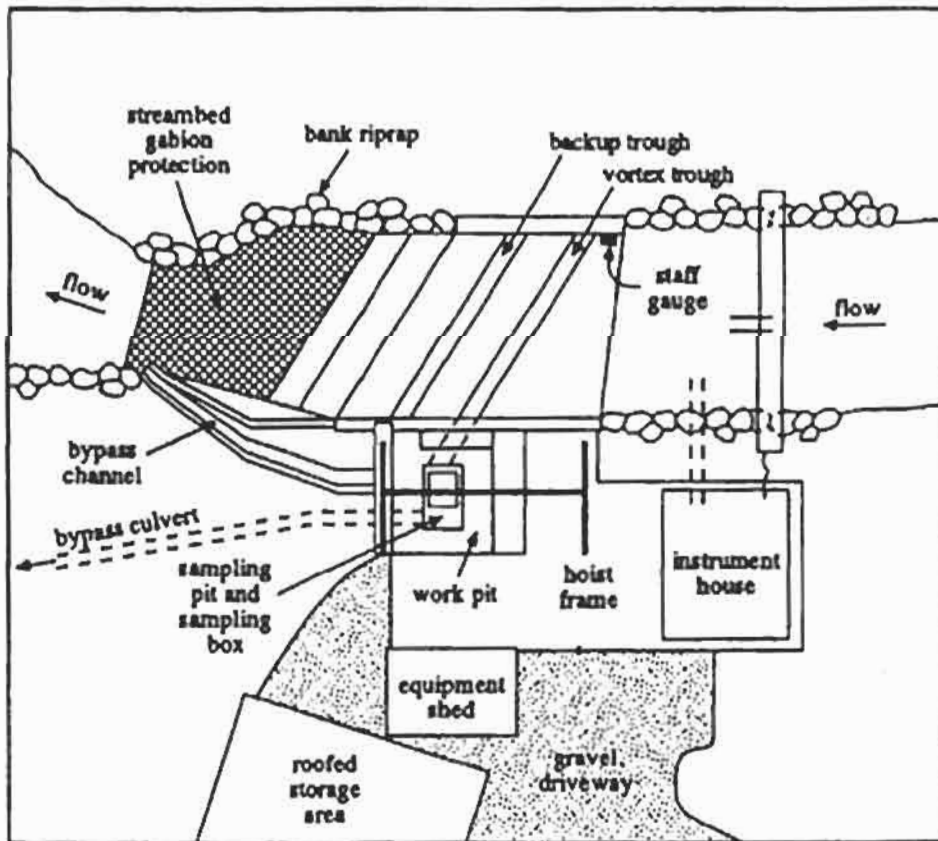 streambed
gabion
protection
bank riprap
backup trough
vortex trough
flow
staff
gauge
flow
bypass
channel
bypass culvert
sampling
pit and
sampling
box
work pit
hoist
frame
instrument
house
equipment
shed
roofed
storage
area
gravel
driveway